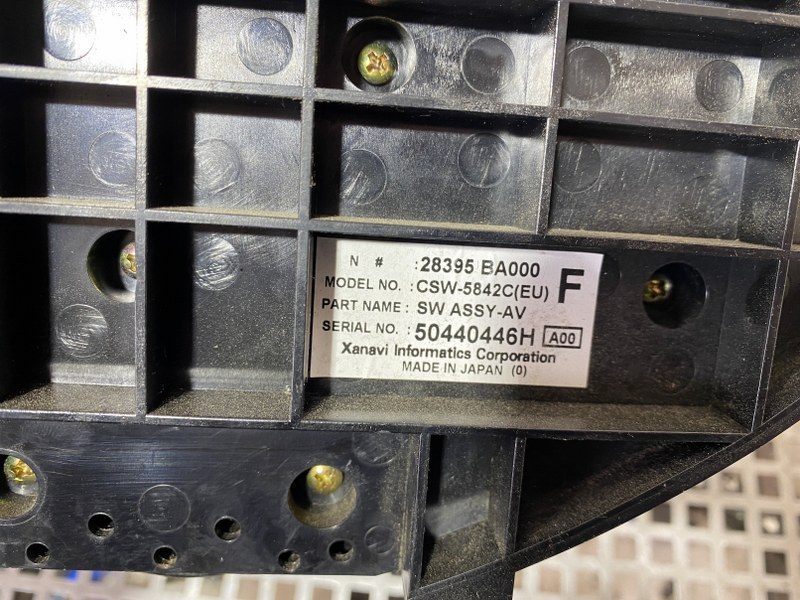 N # : 28395 BA000
MODEL NO. : CSW-5842C(EU) F
PART NAME : SW ASSY-AV
SERIAL NO. : 50440446H A00
Xanavi Informatics Corporation
MADE IN JAPAN (0)